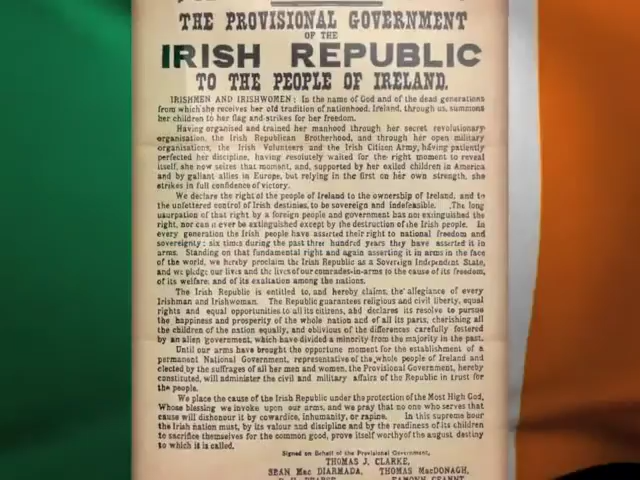 THE PROVISIONAL GOVERNMENT
OF THE
IRISH REPUBLIC
TO THE PEOPLE OF IRELAND.
IRISHMEN AND IRISHWOMEN: In the name of God and of the dead generations
from which she receives her old tradition of nationhood, Ireland, through us, summons
her children to her flag and strikes for her freedom.
Having organised and trained her manhood through her secret revolutionary
organisation, the Irish Republican Brotherhood, and through her open military
organisations, the Irish Volunteers and the Irish Citizen Army, having patiently
perfected her discipline, having resolutely waited for the right moment to reveal
itself, she now seizes that moment, and, supported by her exiled children in America
and by gallant allies in Europe, but relying in the first on her own strength, she
strikes in full confidence of victory.
We declare the right of the people of Ireland to the ownership of Ireland, and to
the unfettered control of Irish destinies, to be sovereign and indefeasible. The long
usurpation of that right by a foreign people and government has not extinguished the
right, nor can it ever be extinguished except by the destruction of the Irish people. In
every generation the Irish people have asserted their right to national freedom and
sovereignty; six times during the past three hundred years they have asserted it in
arms. Standing on that fundamental right and again asserting it in arms in the face
of the world, we hereby proclaim the Irish Republic as a Sovereign Independent State,
and we pledge our lives and the lives of our comrades-in-arms to the cause of its freedom,
of its welfare, and of its exaltation among the nations.
The Irish Republic is entitled to, and hereby claims, the allegiance of every
Irishman and Irishwoman. The Republic guarantees religious and civil liberty, equal
rights and equal opportunities to all its citizens, and declares its resolve to pursue
the happiness and prosperity of the whole nation and of all its parts, cherishing all
the children of the nation equally, and oblivious of the differences carefully fostered
by an alien government, which have divided a minority from the majority in the past.
Until our arms have brought the opportune moment for the establishment of a
permanent National Government, representative of the whole people of Ireland and
elected by the suffrages of all her men and women, the Provisional Government, hereby
constituted, will administer the civil and military affairs of the Republic in trust for
the people.
We place the cause of the Irish Republic under the protection of the Most High God,
Whose blessing we invoke upon our arms, and we pray that no one who serves that
cause will dishonour it by cowardice, inhumanity, or rapine. In this supreme hour
the Irish nation must, by its valour and discipline and by the readiness of its children
to sacrifice themselves for the common good, prove itself worthy of the august destiny
to which it is called.
Signed on Behalf of the Provisional Government,
THOMAS J. CLARKE,
SEAN Mac DIARMADA, THOMAS MacDONAGH,